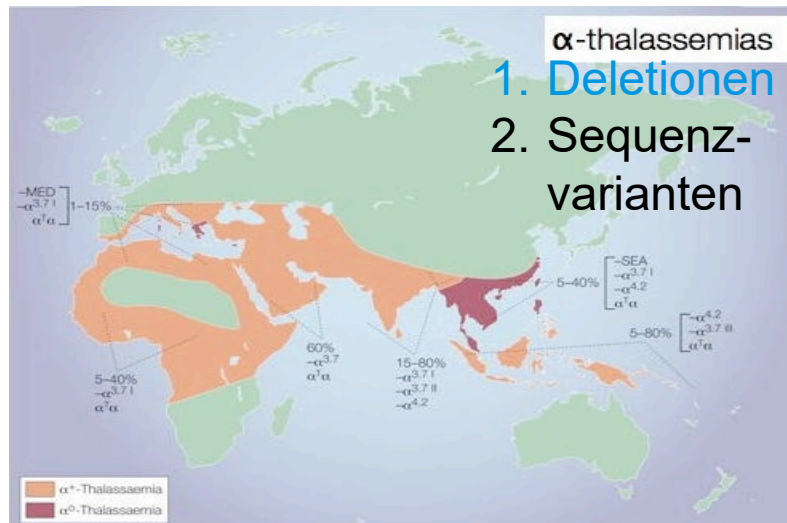 α-thalassemias
1. Deletionen
2. Sequenz-
varianten
–MED
–α³·⁷ ᴵ
αᵀα
1–15%
5–40%
–SEA
–α³·⁷ ᴵ
–α⁴·²
αᵀα
5–80%
–α⁴·²
–α³·⁷ ᴵᴵᴵ
αᵀα
60%
–α³·⁷
αᵀα
15–80%
–α³·⁷ ᴵ
–α³·⁷ ᴵᴵ
–α⁴·²
5–40%
–α³·⁷ ᴵ
αᵀα
α⁺-Thalassaemia
α⁰-Thalassaemia